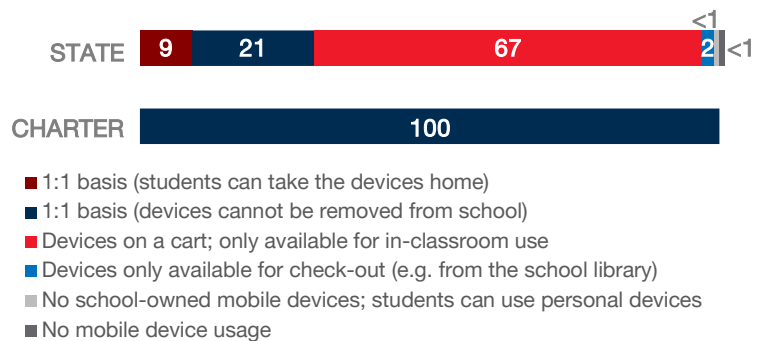 <1
STATE 9 21 67 2 <1
CHARTER 100
1:1 basis (students can take the devices home)
1:1 basis (devices cannot be removed from school)
Devices on a cart; only available for in-classroom use
Devices only available for check-out (e.g. from the school library)
No school-owned mobile devices; students can use personal devices
No mobile device usage